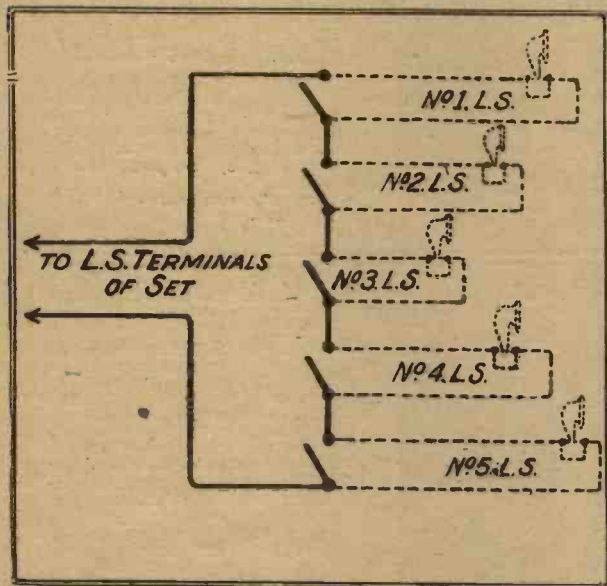 Nº1. L.S.
Nº2. L.S.
TO L.S. TERMINALS
OF SET
Nº3. L.S.
Nº4. L.S.
Nº5. L.S.